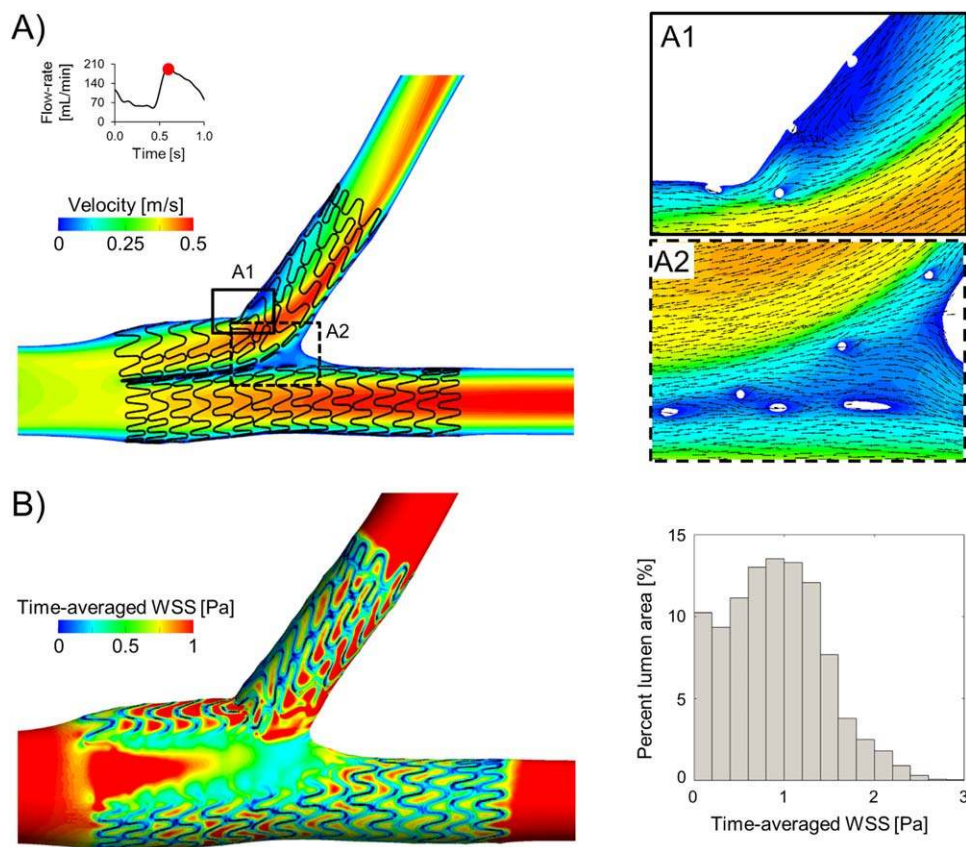 A)
210
140
70
0
Flow-rate
[mL/min]
0.0 0.5 1.0
Time [s]
Velocity [m/s]
0 0.25 0.5
A1
A2
A1
A2
B)
Time-averaged WSS [Pa]
0 0.5 1
15
10
5
0
Percent lumen area [%]
0 1 2 3
Time-averaged WSS [Pa]